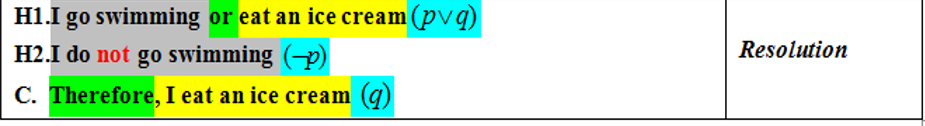 H1.I go swimming or eat an ice cream (p∨q)
H2.I do not go swimming (¬p)
Resolution
C. Therefore, I eat an ice cream (q)